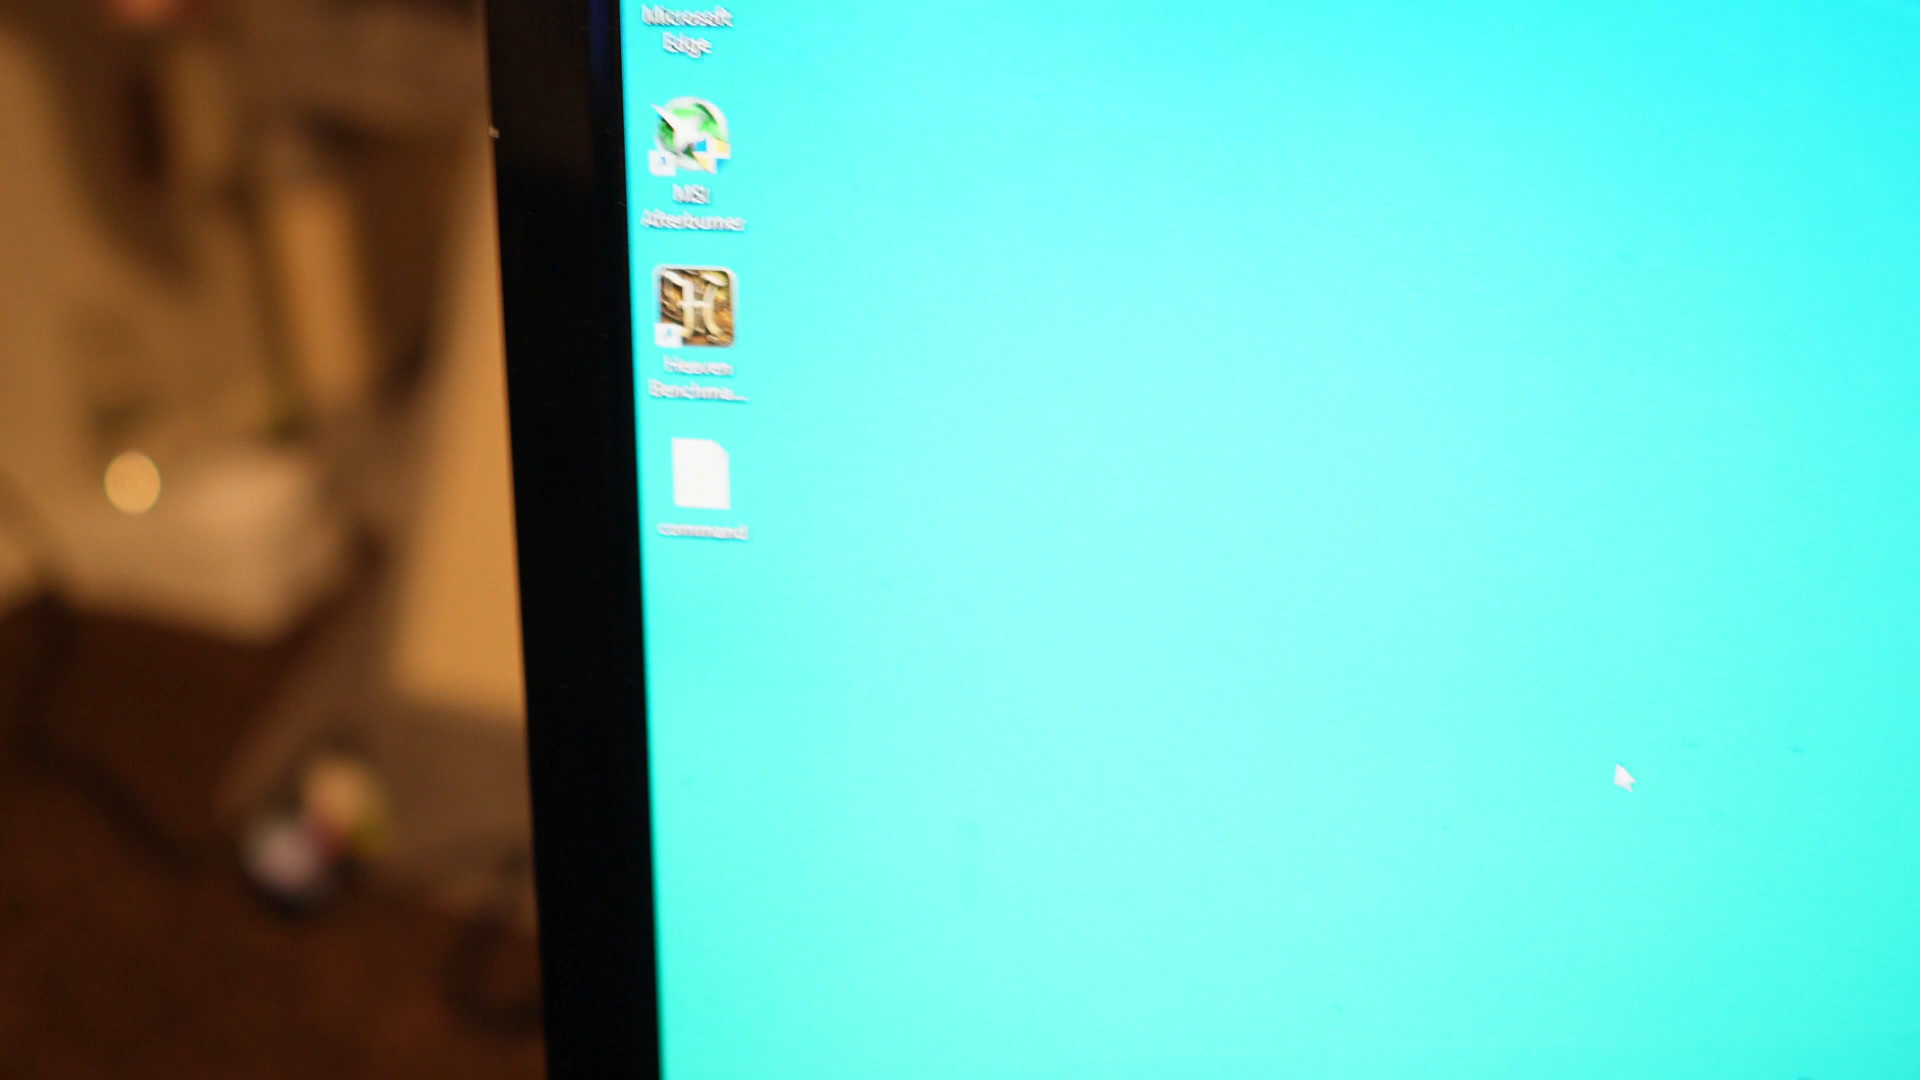 Microsoft
Edge
MSI
Afterburner
H
Heaven
Benchma...
command